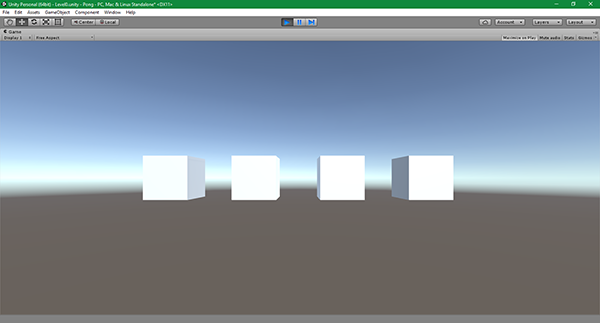 Unity Personal (64bit) - Level0.unity - Pong - PC, Mac & Linux Standalone* <DX11>
File Edit Assets GameObject Component Window Help
Center Local Account Layers Layout
Game
Display 1 Free Aspect Maximize on Play Mute audio Stats Gizmos